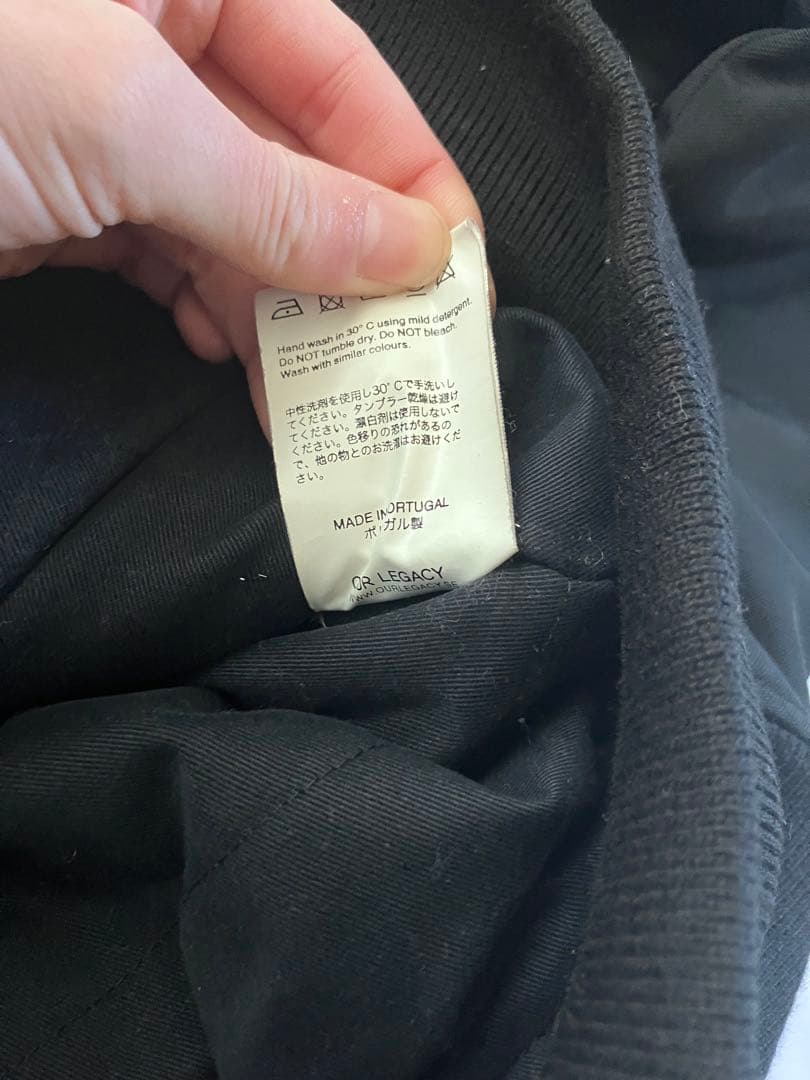 Hand wash in 30° C using mild detergent.
Do NOT tumble dry. Do NOT bleach.
Wash with similar colours.
中性洗剤を使用し30°Cで手洗いし
てください。タンブラー乾燥は避け
てください。漂白剤は使用しないで
ください。色移りの恐れがあるの
で、他の物とのお洗濯はお避けくだ
さい。
MADE IN PORTUGAL
ガル製
LEGACY
WWW.OURLEGACY.SE